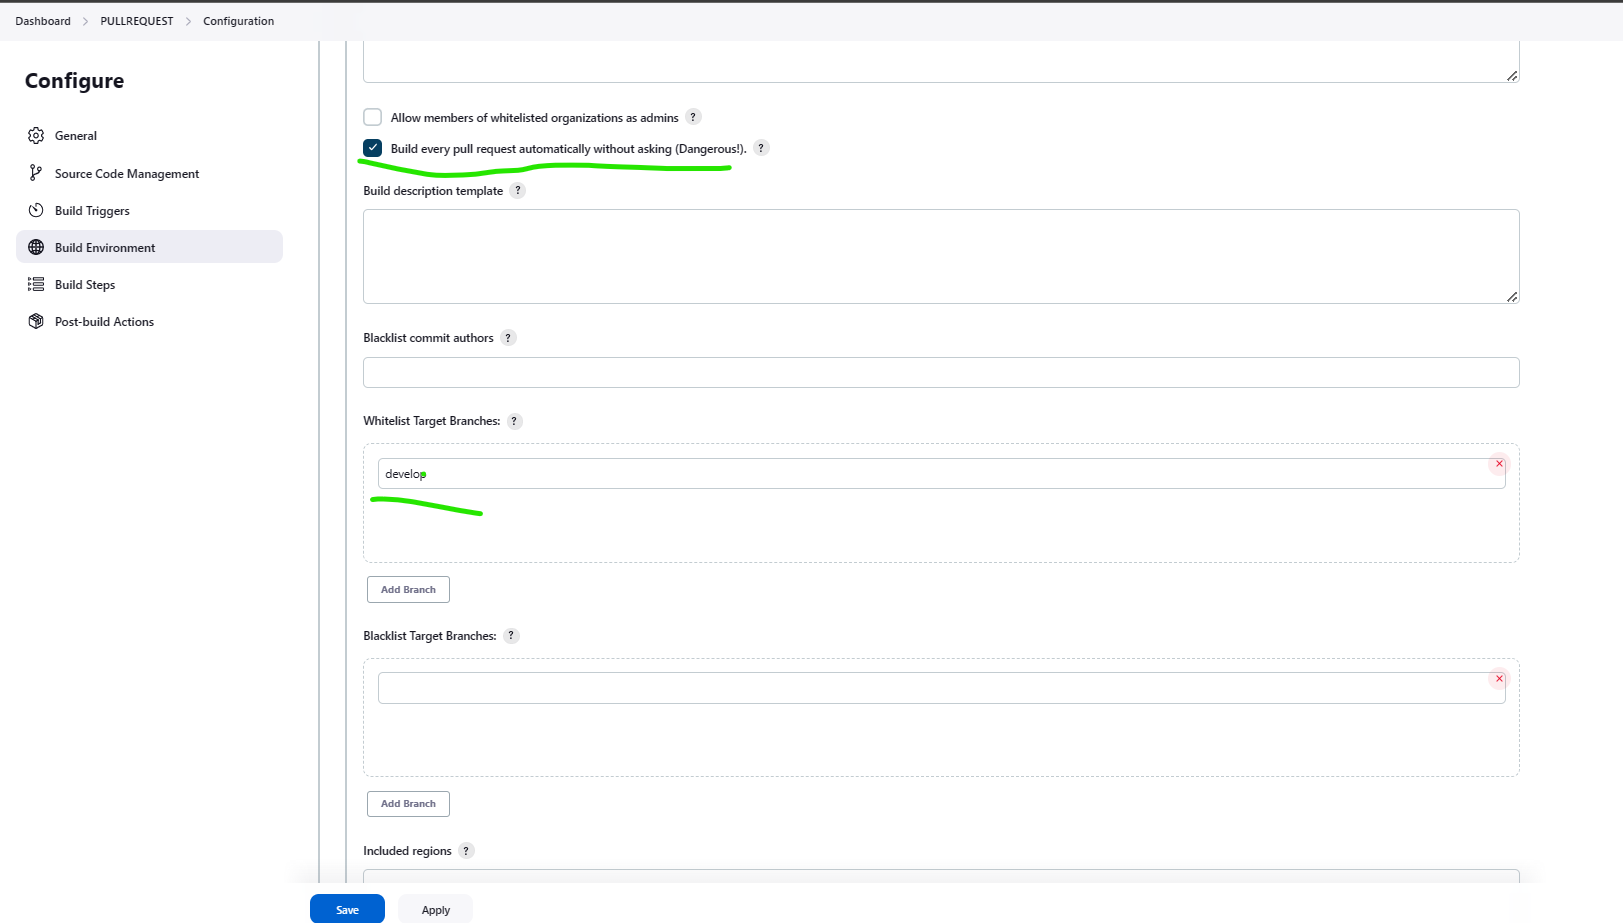 Dashboard > PULLREQUEST > Configuration
Configure
General
Source Code Management
Build Triggers
Build Environment
Build Steps
Post-build Actions
Allow members of whitelisted organizations as admins ?
Build every pull request automatically without asking (Dangerous!). ?
Build description template ?
Blacklist commit authors ?
Whitelist Target Branches: ?
develop
Add Branch
Blacklist Target Branches: ?
Add Branch
Included regions ?
Save Apply